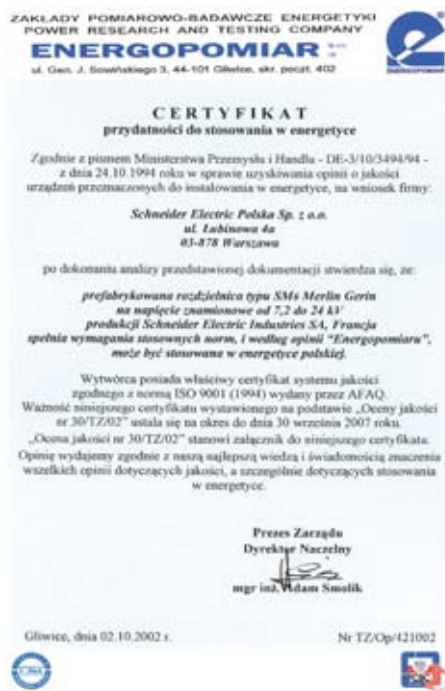 ZAKŁADY POMIAROWO-BADAWCZE ENERGETYKI
POWER RESEARCH AND TESTING COMPANY
ENERGOPOMIAR
ul. Gen. J. Sowińskiego 3, 44-101 Gliwice, skr. poczt. 402
ENERGOPOMIAR
CERTYFIKAT
przydatności do stosowania w energetyce
Zgodnie z pismem Ministerstwa Przemysłu i Handlu - DE-3/10/3494/94 -
z dnia 24.10.1994 roku w sprawie uzyskiwania opinii o jakości
urządzeń przeznaczonych do instalowania w energetyce, na wniosek firmy:
Schneider Electric Polska Sp. z o.o.
ul. Łubinowa 4a
03-878 Warszawa
po dokonaniu analizy przedstawionej dokumentacji stwierdza się, że:
prefabrykowana rozdzielnica typu SMs Merlin Gerin
na napięcie znamionowe od 7,2 do 24 kV
produkcji Schneider Electric Industries SA, Francja
spełnia wymagania stosownych norm, i według opinii "Energopomiaru",
może być stosowana w energetyce polskiej.
Wytwórca posiada właściwy certyfikat systemu jakości
zgodnego z normą ISO 9001 (1994) wydany przez AFAQ.
Ważność niniejszego certyfikatu wystawionego na podstawie „Oceny jakości
nr 30/TZ/02" ustala się na okres do dnia 30 września 2007 roku.
„Ocena jakości nr 30/TZ/02" stanowi załącznik do niniejszego certyfikatu.
Opinię wydajemy zgodnie z naszą najlepszą wiedzą i świadomością znaczenia
wszelkich opinii dotyczących jakości, a szczególnie dotyczących stosowania
w energetyce.
Prezes Zarządu
Dyrektor Naczelny
mgr inż. Adam Smolik
Gliwice, dnia 02.10.2002 r.
Nr TZ/Op/421002